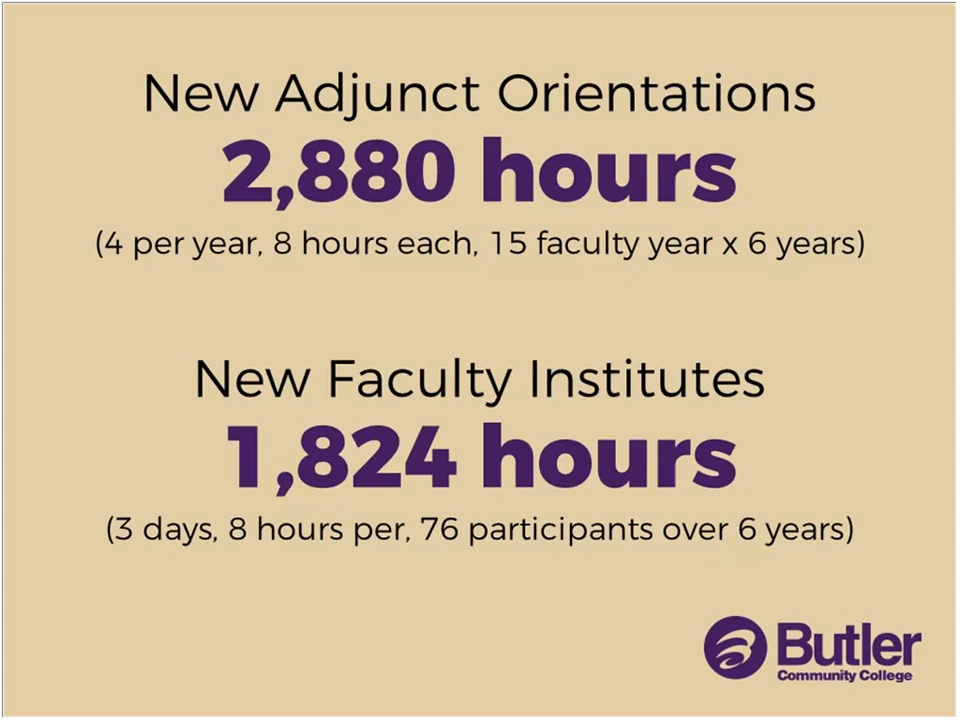 New Adjunct Orientations
2,880 hours
(4 per year, 8 hours each, 15 faculty year x 6 years)
New Faculty Institutes
1,824 hours
(3 days, 8 hours per, 76 participants over 6 years)
Butler
Community College